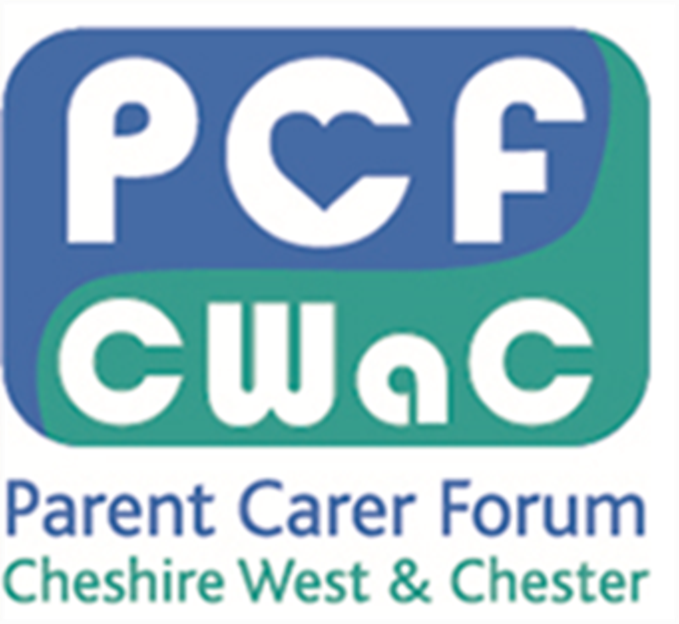 PCF
CWaC
Parent Carer Forum
Cheshire West & Chester